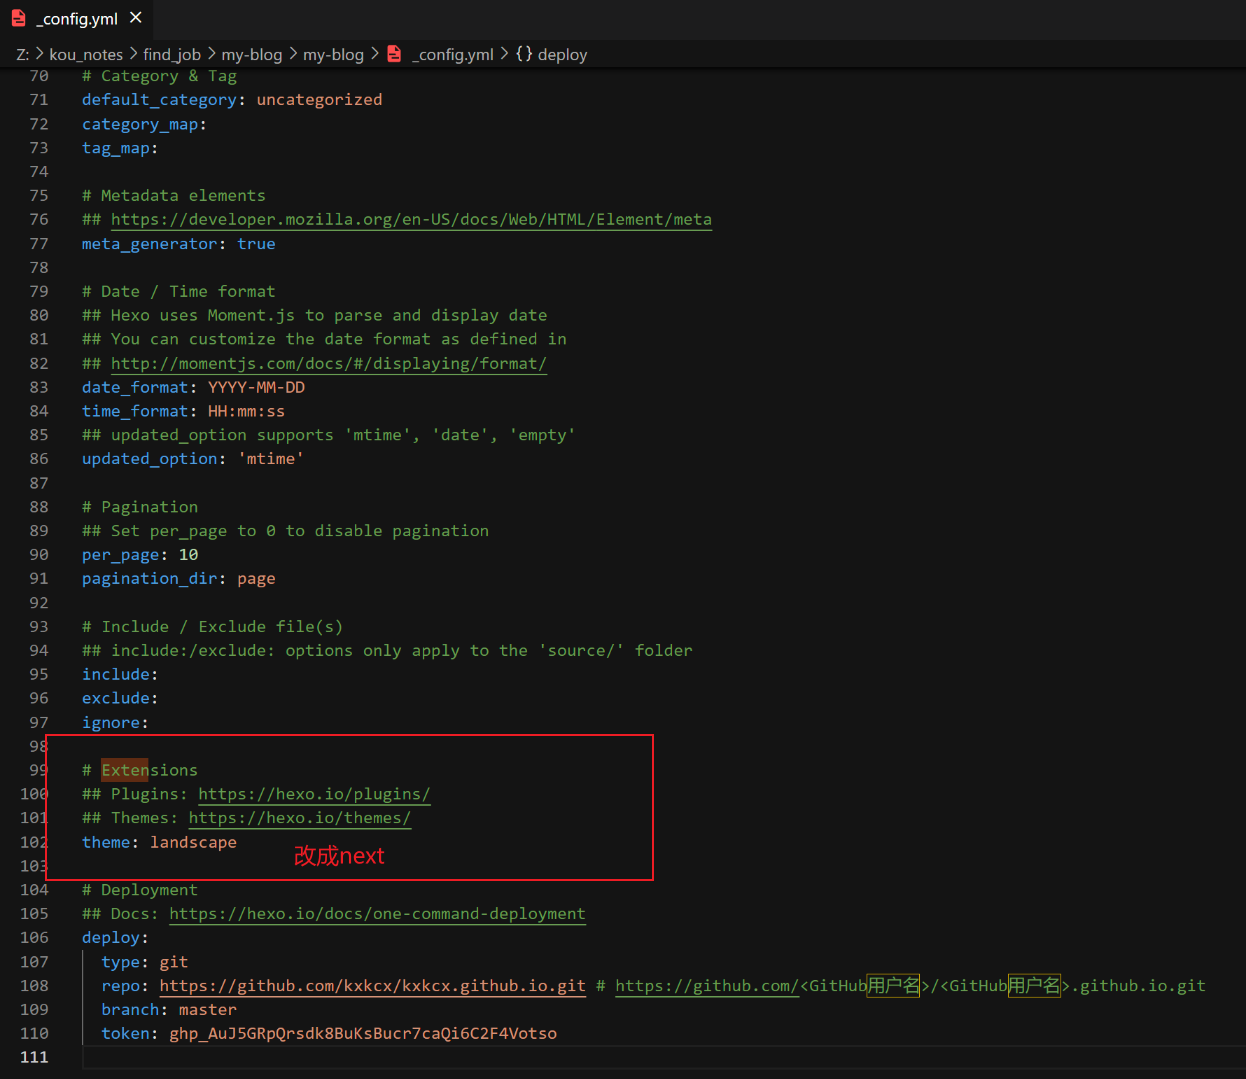 _config.yml ×
Z: > kou_notes > find_job > my-blog > my-blog > _config.yml > {} deploy
70 # Category & Tag
71 default_category: uncategorized
72 category_map:
73 tag_map:
74
75 # Metadata elements
76 ## https://developer.mozilla.org/en-US/docs/Web/HTML/Element/meta
77 meta_generator: true
78
79 # Date / Time format
80 ## Hexo uses Moment.js to parse and display date
81 ## You can customize the date format as defined in
82 ## http://momentjs.com/docs/#/displaying/format/
83 date_format: YYYY-MM-DD
84 time_format: HH:mm:ss
85 ## updated_option supports 'mtime', 'date', 'empty'
86 updated_option: 'mtime'
87
88 # Pagination
89 ## Set per_page to 0 to disable pagination
90 per_page: 10
91 pagination_dir: page
92
93 # Include / Exclude file(s)
94 ## include:/exclude: options only apply to the 'source/' folder
95 include:
96 exclude:
97 ignore:
98
99 # Extensions
100 ## Plugins: https://hexo.io/plugins/
101 ## Themes: https://hexo.io/themes/
102 theme: landscape
改成next
103
104 # Deployment
105 ## Docs: https://hexo.io/docs/one-command-deployment
106 deploy:
107 type: git
108 repo: https://github.com/kxkcx/kxkcx.github.io.git # https://github.com/<GitHub用户名>/<GitHub用户名>.github.io.git
109 branch: master
110 token: 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
111